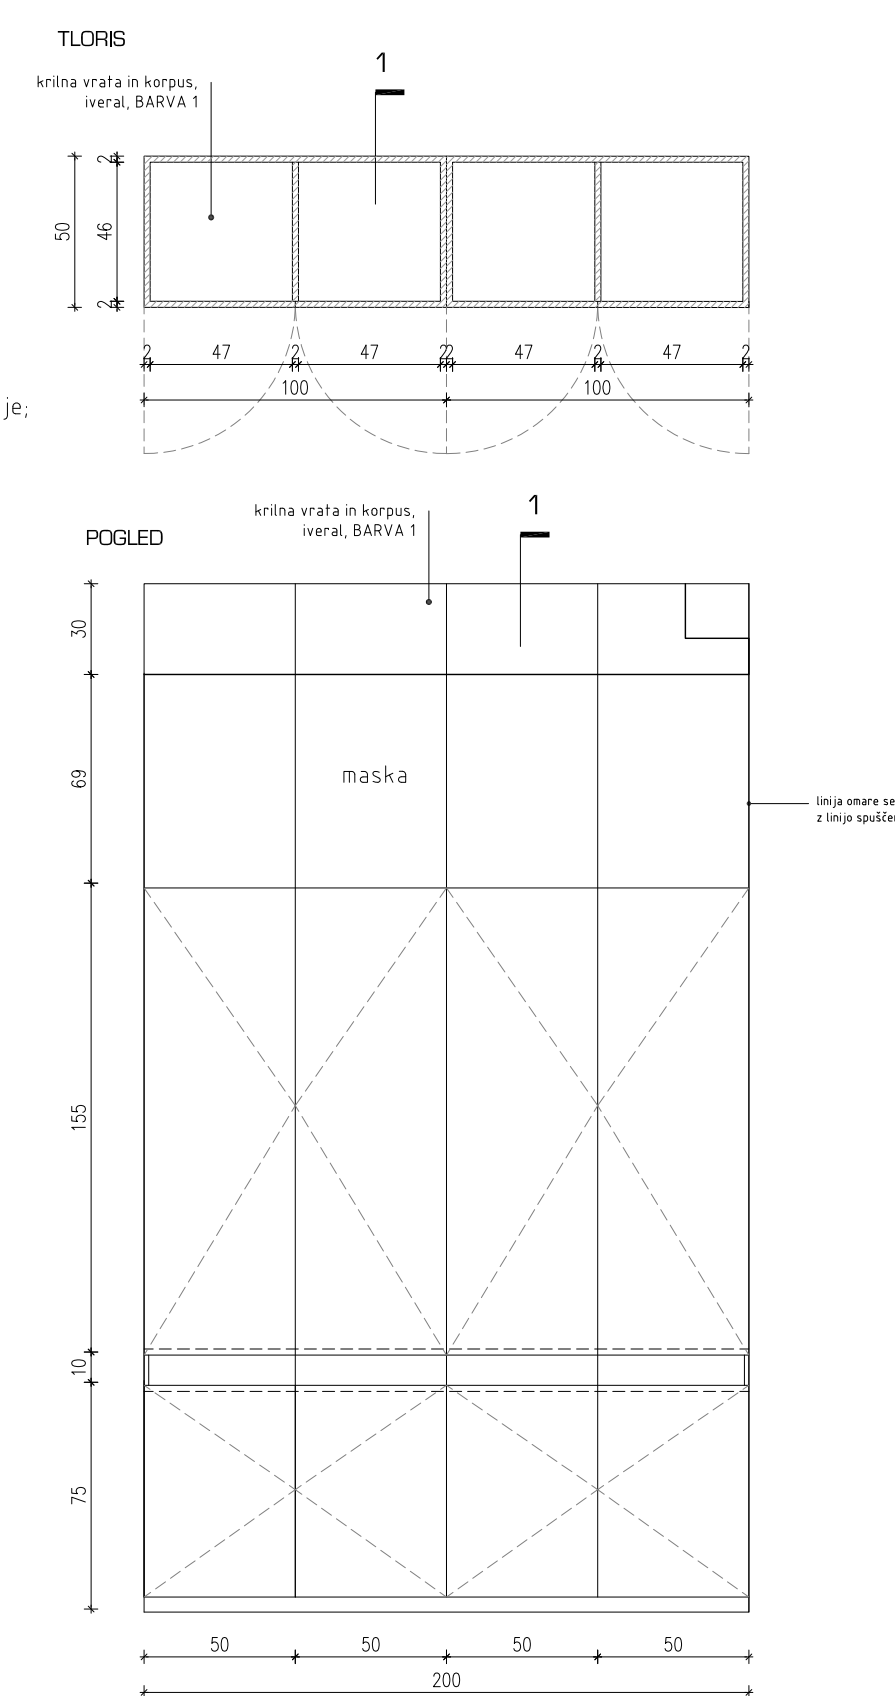 TLORIS
1
krilna vrata in korpus,
iveral, BARVA 1
2
50
46
2
2 47 2 47 2 2 47 2 47 2
100 100
je;
1
krilna vrata in korpus,
iveral, BARVA 1
POGLED
30
69
maska
linija omare se
z linijo
155
10
75
50 50 50 50
200